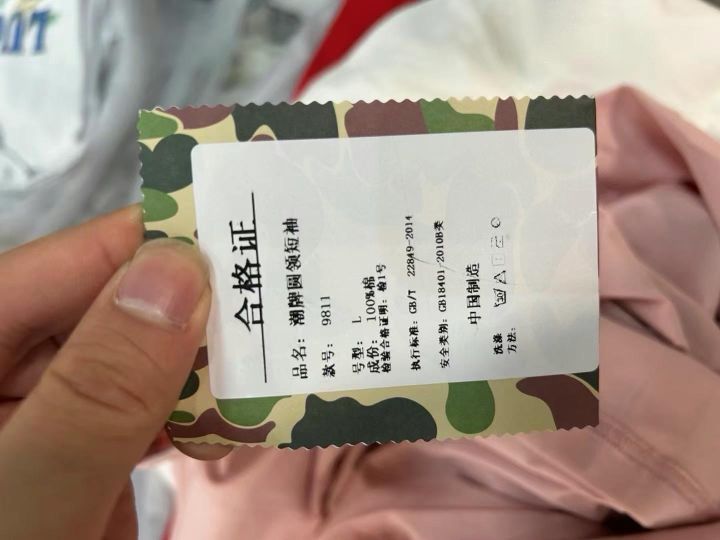 合格证
品名：潮牌圆领短袖
款号：9811
号型：L
成份：100%棉
检验合格证明：检1号
执行标准：GB/T 22849-2014
安全类别：GB18401-2010B类
中国制造
洗涤
方法：